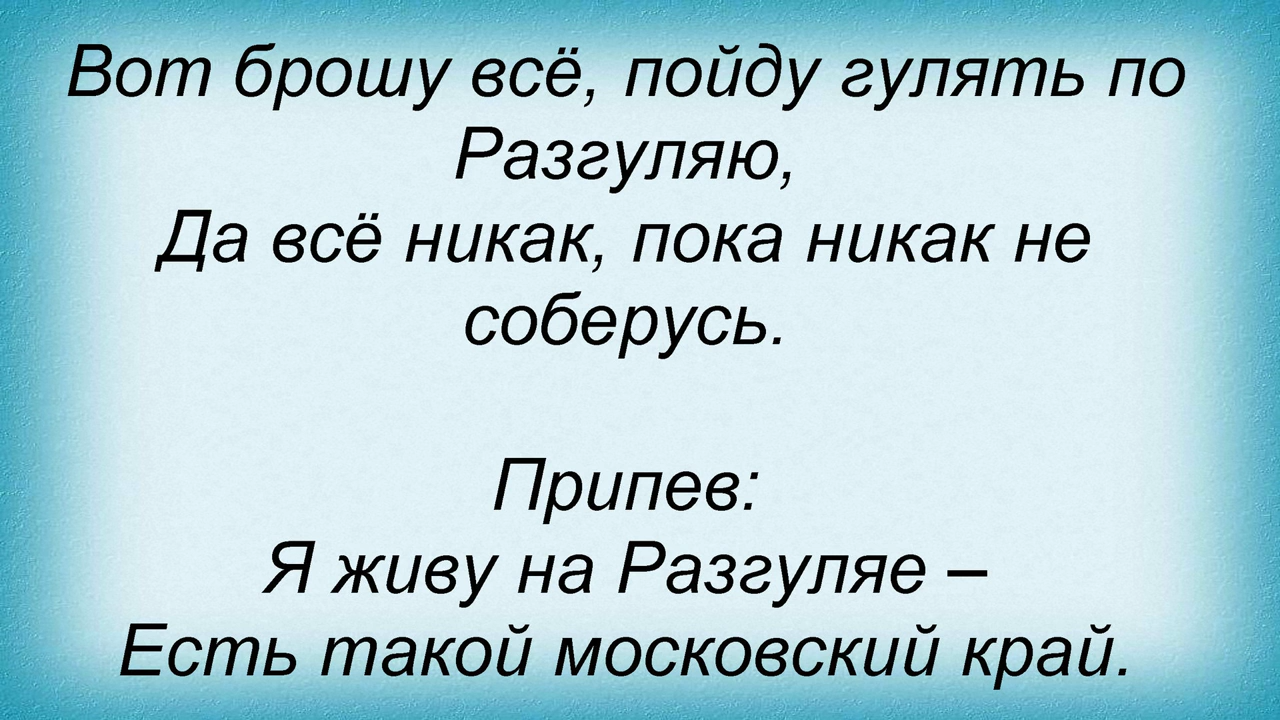 Вот брошу всё, пойду гулять по
Разгуляю,
Да всё никак, пока никак не
соберусь.
Припев:
Я живу на Разгуляе –
Есть такой московский край.